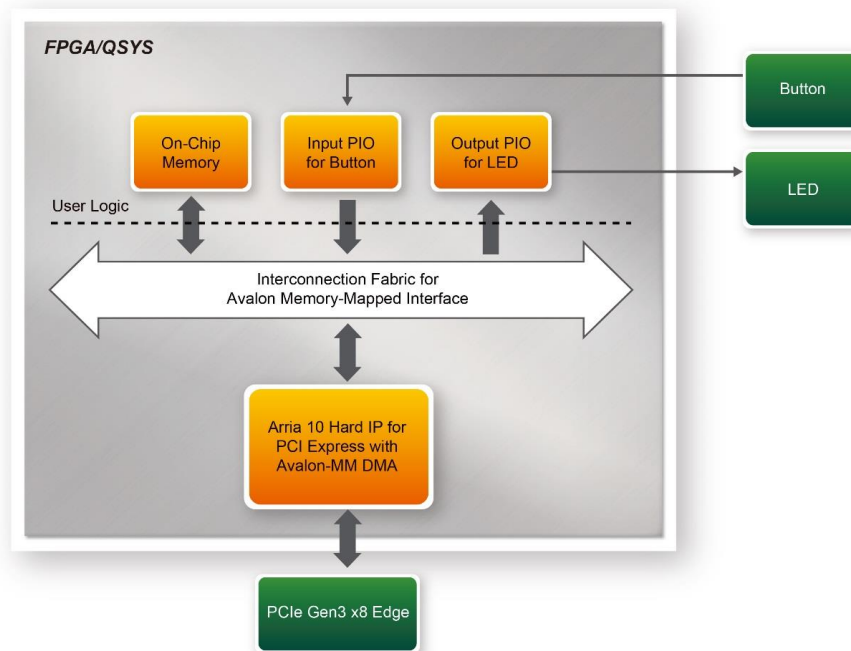 FPGA/QSYS
Button
On-Chip
Memory
Input PIO
for Button
Output PIO
for LED
LED
User Logic
Interconnection Fabric for
Avalon Memory-Mapped Interface
Arria 10 Hard IP for
PCI Express with
Avalon-MM DMA
PCIe Gen3 x8 Edge